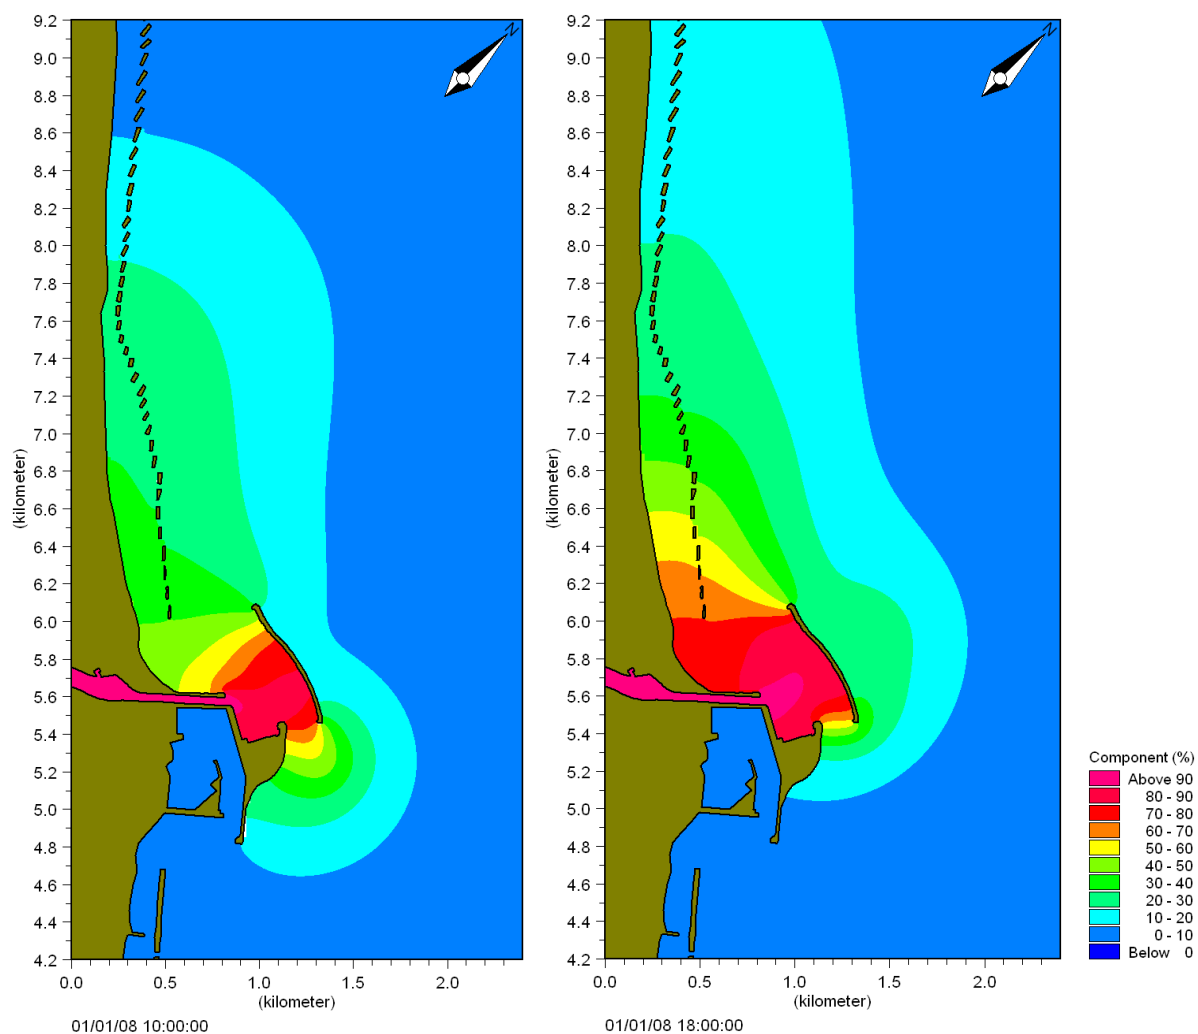 9.2
9.0
8.8
8.6
8.4
8.2
8.0
7.8
7.6
7.4
7.2
7.0
6.8
6.6
6.4
6.2
6.0
5.8
5.6
5.4
5.2
5.0
4.8
4.6
4.4
4.2
(kilometer)
0.0 0.5 1.0 1.5 2.0
(kilometer)
01/01/08 10:00:00
N
9.2
9.0
8.8
8.6
8.4
8.2
8.0
7.8
7.6
7.4
7.2
7.0
6.8
6.6
6.4
6.2
6.0
5.8
5.6
5.4
5.2
5.0
4.8
4.6
4.4
4.2
(kilometer)
0.0 0.5 1.0 1.5 2.0
(kilometer)
01/01/08 18:00:00
N
Component (%)
Above 90
80 - 90
70 - 80
60 - 70
50 - 60
40 - 50
30 - 40
20 - 30
10 - 20
0 - 10
Below 0